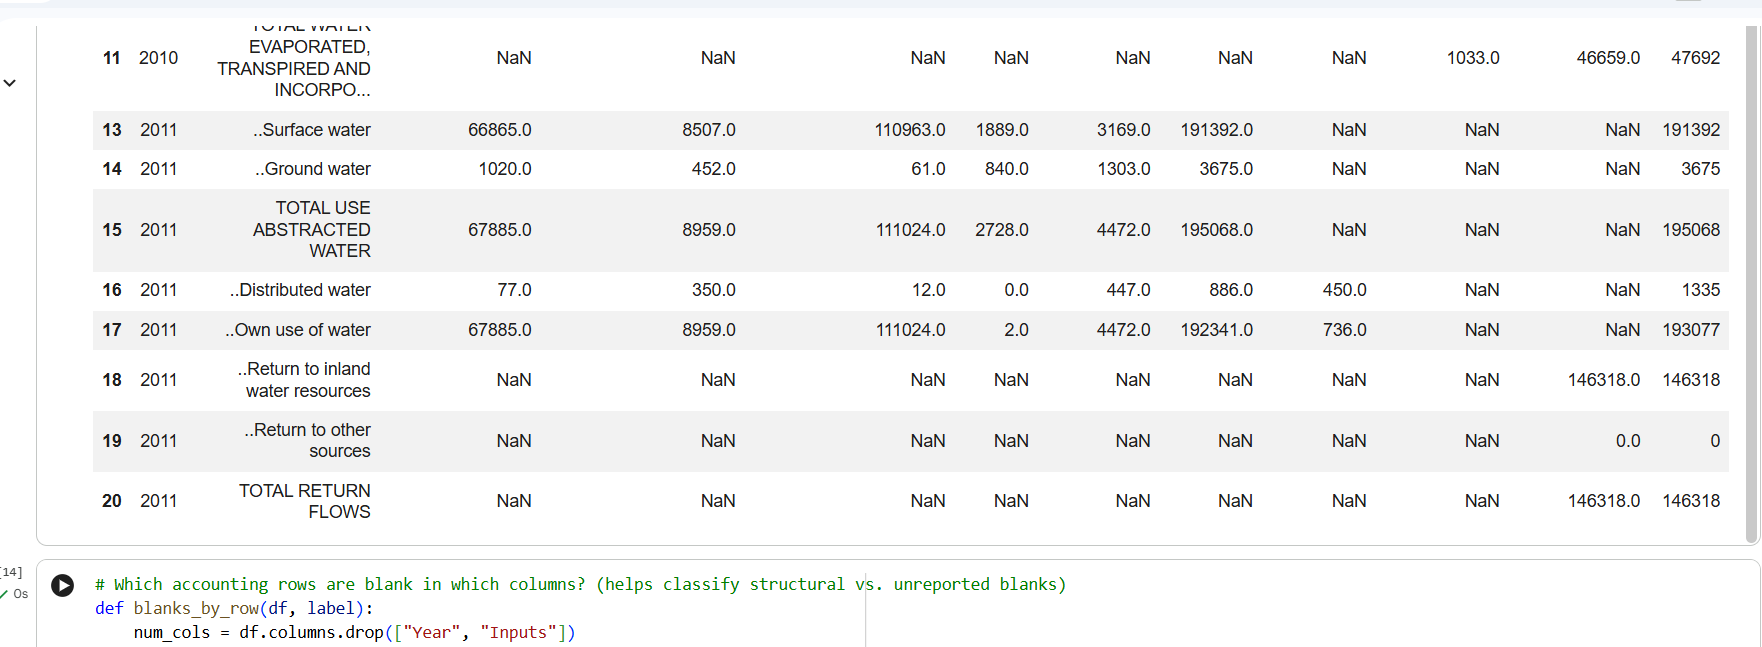 TOTAL WATER
EVAPORATED,
11 2010 TRANSPIRED AND NaN NaN NaN NaN NaN NaN NaN 1033.0 46659.0 47692
INCORPO...
13 2011 ..Surface water 66865.0 8507.0 110963.0 1889.0 3169.0 191392.0 NaN NaN NaN 191392
14 2011 ..Ground water 1020.0 452.0 61.0 840.0 1303.0 3675.0 NaN NaN NaN 3675
TOTAL USE
15 2011 ABSTRACTED 67885.0 8959.0 111024.0 2728.0 4472.0 195068.0 NaN NaN NaN 195068
WATER
16 2011 ..Distributed water 77.0 350.0 12.0 0.0 447.0 886.0 450.0 NaN NaN 1335
17 2011 ..Own use of water 67885.0 8959.0 111024.0 2.0 4472.0 192341.0 736.0 NaN NaN 193077
..Return to inland
18 2011 water resources NaN NaN NaN NaN NaN NaN NaN NaN 146318.0 146318
..Return to other
19 2011 sources NaN NaN NaN NaN NaN NaN NaN NaN 0.0 0
TOTAL RETURN
20 2011 FLOWS NaN NaN NaN NaN NaN NaN NaN NaN 146318.0 146318
[14]
0s
# Which accounting rows are blank in which columns? (helps classify structural vs. unreported blanks)
def blanks_by_row(df, label):
num_cols = df.columns.drop(["Year", "Inputs"])